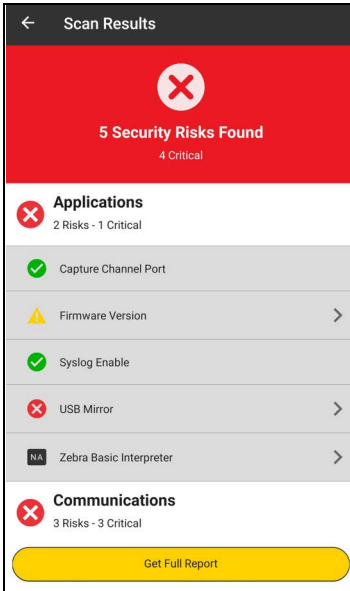 Scan Results
5 Security Risks Found
4 Critical
Applications
2 Risks - 1 Critical
Capture Channel Port
Firmware Version
Syslog Enable
USB Mirror
NA Zebra Basic Interpreter
Communications
3 Risks - 3 Critical
Get Full Report